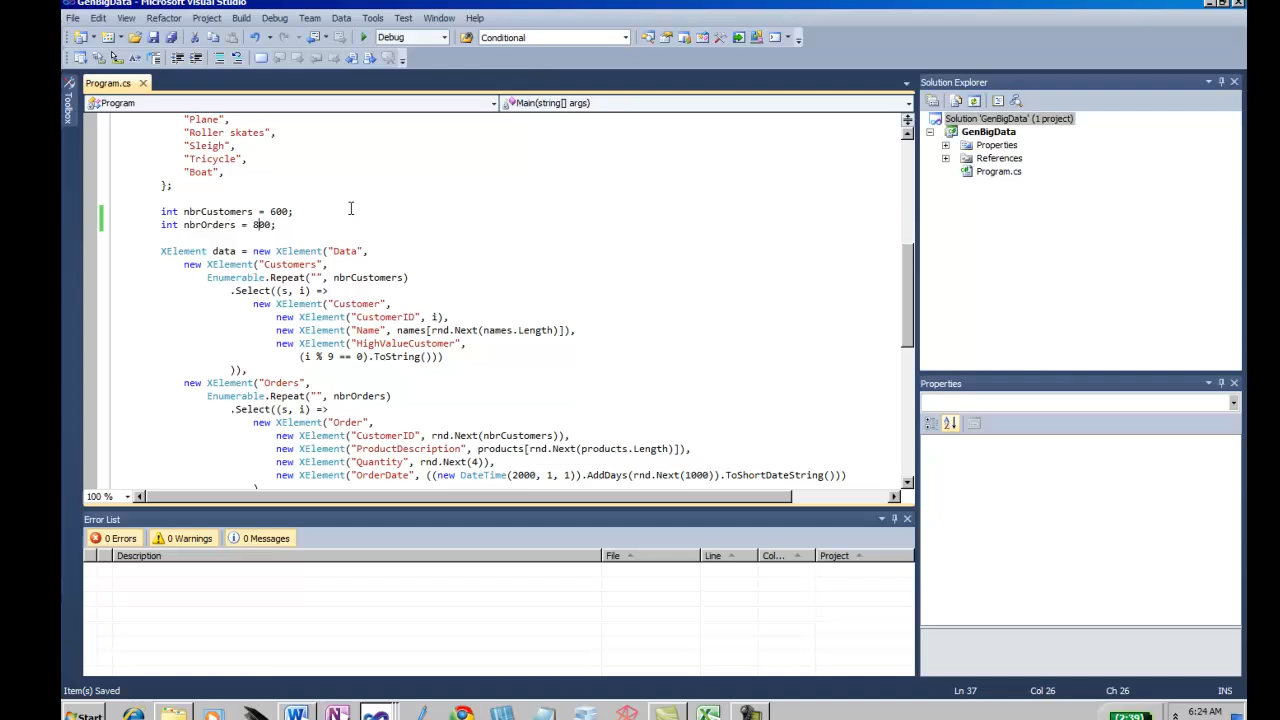 GenBigData - Microsoft Visual Studio
File Edit View Refactor Project Build Debug Team Data Tools Test Window Help
Debug Conditional
Toolbox
Program.cs
Program Main(string[] args)
"Plane",
"Roller skates",
"Sleigh",
"Tricycle",
"Boat",
};
int nbrCustomers = 600;
int nbrOrders = 800;
XElement data = new XElement("Data",
new XElement("Customers",
Enumerable.Repeat("", nbrCustomers)
.Select((s, i) =>
new XElement("Customer",
new XElement("CustomerID", i),
new XElement("Name", names[rnd.Next(names.Length)]),
new XElement("HighValueCustomer",
(i % 9 == 0).ToString()))
)),
new XElement("Orders",
Enumerable.Repeat("", nbrOrders)
.Select((s, i) =>
new XElement("Order",
new XElement("CustomerID", rnd.Next(nbrCustomers)),
new XElement("ProductDescription", products[rnd.Next(products.Length)]),
new XElement("Quantity", rnd.Next(4)),
new XElement("OrderDate", ((new DateTime(2000, 1, 1)).AddDays(rnd.Next(1000)).ToShortDateString()))
)
100 %
Error List
0 Errors 0 Warnings 0 Messages
Description File Line Col... Project
Solution Explorer
Solution 'GenBigData' (1 project)
GenBigData
Properties
References
Program.cs
Properties
Item(s) Saved Ln 37 Col 26 Ch 26 INS
Start (2:39) 6:24 AM